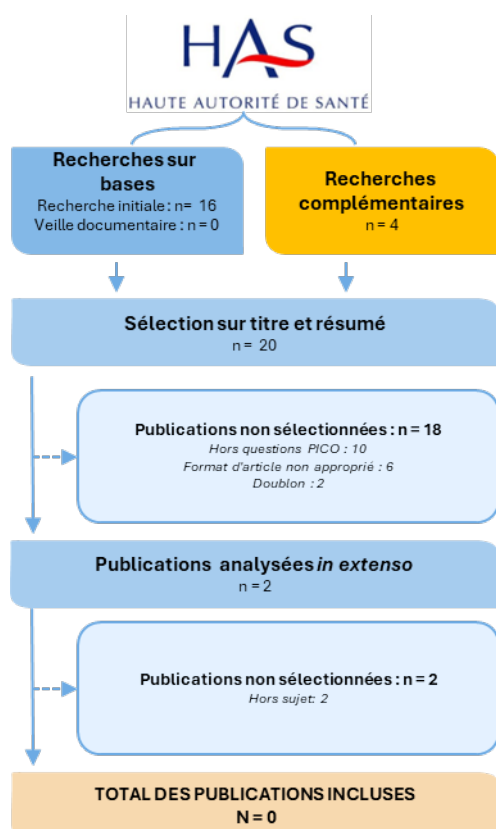 HAS
HAUTE AUTORITÉ DE SANTÉ
Recherches sur
bases
Recherche initiale : n= 16
Veille documentaire : n = 0
Recherches
complémentaires
n = 4
Sélection sur titre et résumé
n = 20
Publications non sélectionnées : n = 18
Hors questions PICO : 10
Format d'article non approprié : 6
Doublon : 2
Publications analysées in extenso
n = 2
Publications non sélectionnées : n = 2
Hors sujet: 2
TOTAL DES PUBLICATIONS INCLUSES
N = 0